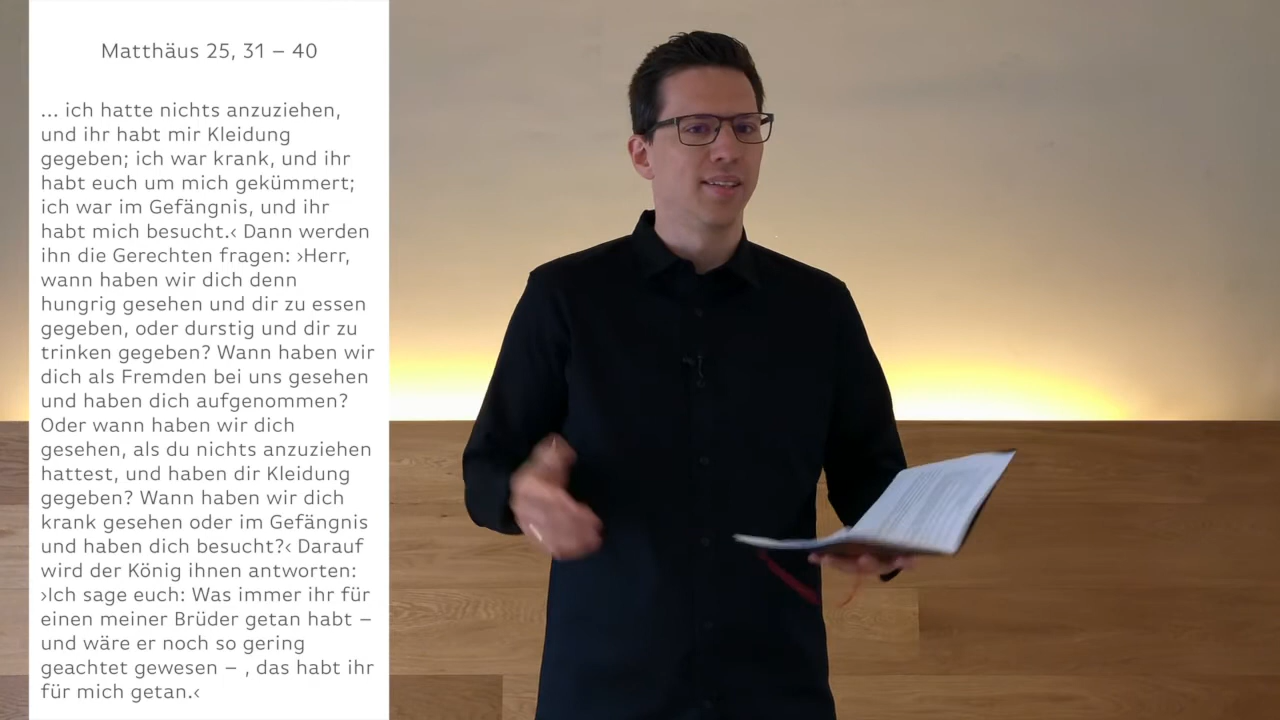 Matthäus 25, 31 – 40
... ich hatte nichts anzuziehen,
und ihr habt mir Kleidung
gegeben; ich war krank, und ihr
habt euch um mich gekümmert;
ich war im Gefängnis, und ihr
habt mich besucht.‹ Dann werden
ihn die Gerechten fragen: ›Herr,
wann haben wir dich denn
hungrig gesehen und dir zu essen
gegeben, oder durstig und dir zu
trinken gegeben? Wann haben wir
dich als Fremden bei uns gesehen
und haben dich aufgenommen?
Oder wann haben wir dich
gesehen, als du nichts anzuziehen
hattest, und haben dir Kleidung
gegeben? Wann haben wir dich
krank gesehen oder im Gefängnis
und haben dich besucht?‹ Darauf
wird der König ihnen antworten:
›Ich sage euch: Was immer ihr für
einen meiner Brüder getan habt –
und wäre er noch so gering
geachtet gewesen – , das habt ihr
für mich getan.‹